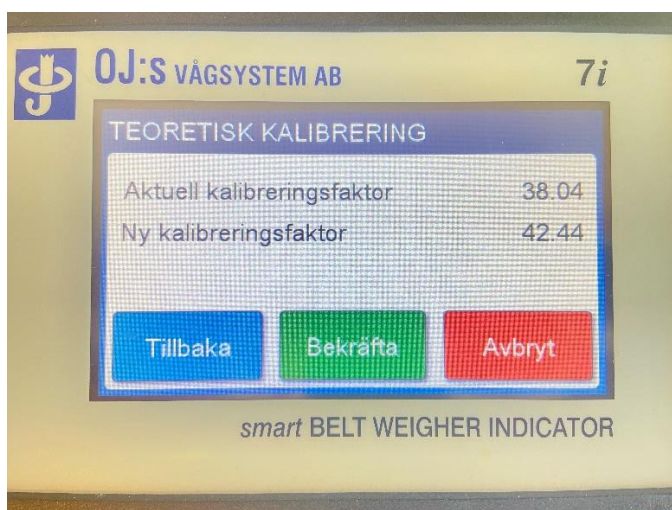 OJ:S VÅGSYSTEM AB 7i
TEORETISK KALIBRERING
Aktuell kalibreringsfaktor 38.04
Ny kalibreringsfaktor 42.44
Tillbaka Bekräfta Avbryt
smart BELT WEIGHER INDICATOR